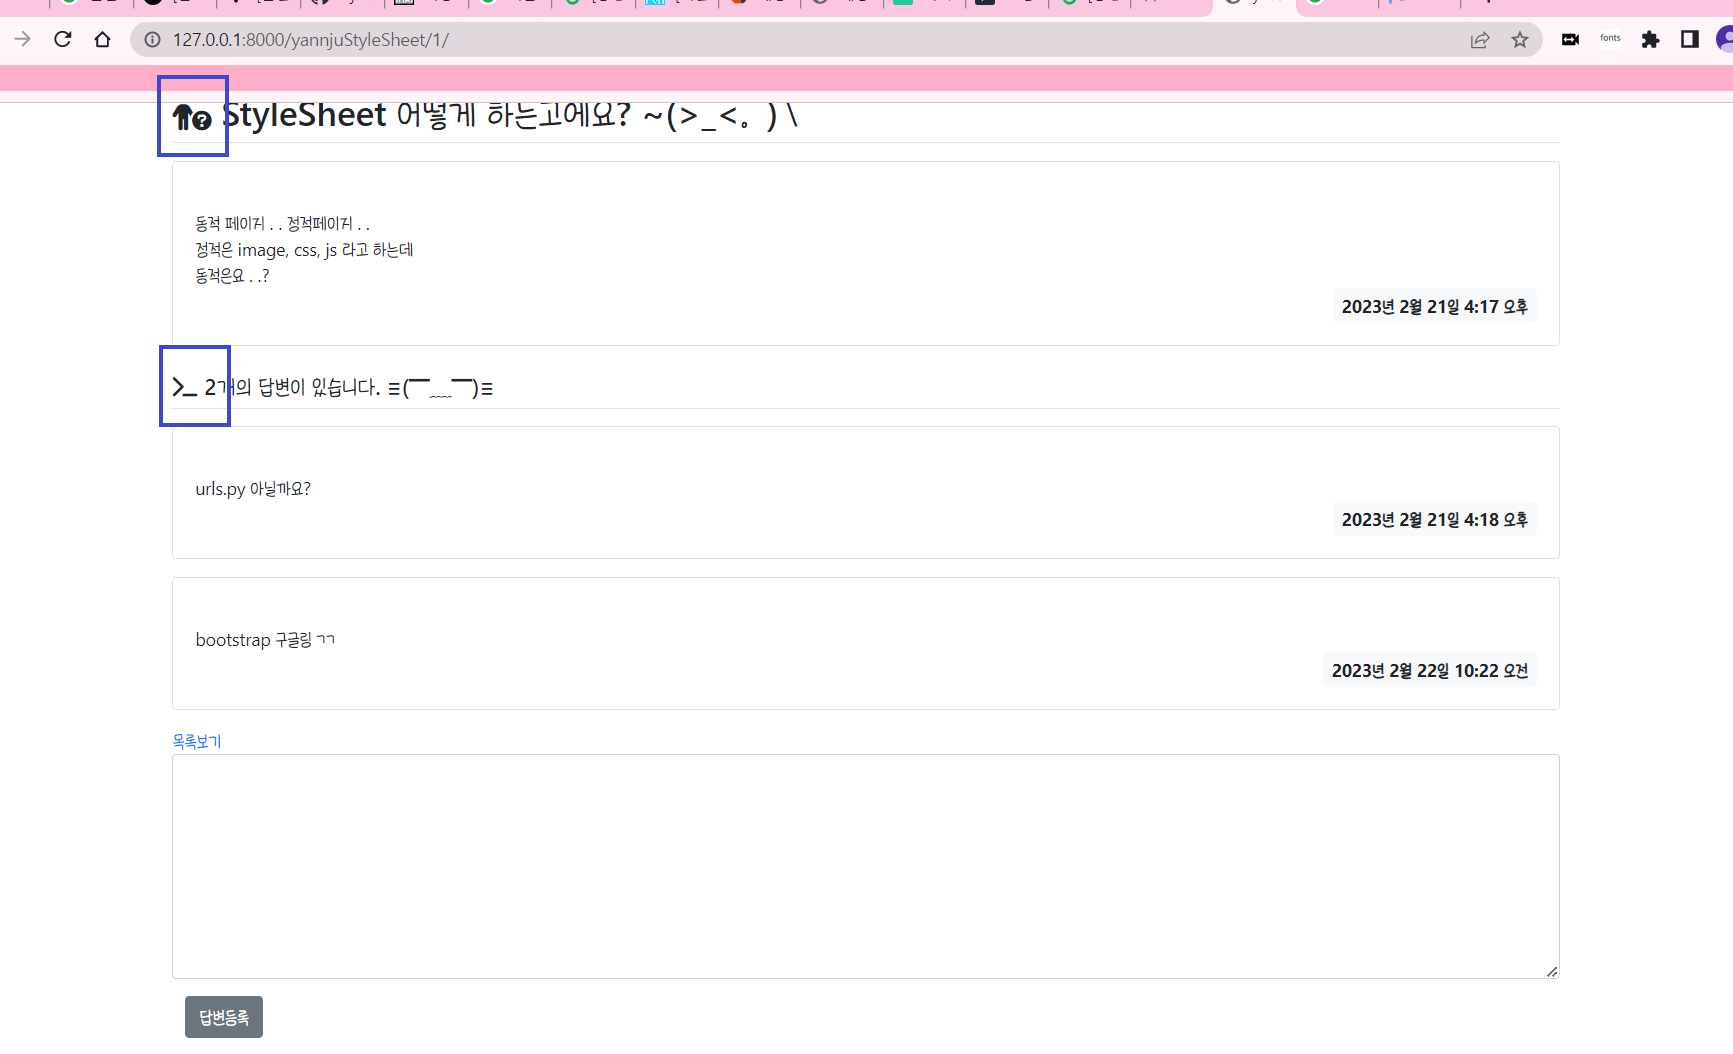 127.0.0.1:8000/yannjuStyleSheet/1/
fonts
StyleSheet 어떻게 하는고에요? ~(>_<。)\
동적 페이지 . . 정적페이지 . .
정적은 image, css, js 라고 하는데
동적은요 . .?
2023년 2월 21일 4:17 오후
2개의 답변이 있습니다. ☰(▔﹏▔)☰
urls.py 아닐까요?
2023년 2월 21일 4:18 오후
bootstrap 구글링 ㄱㄱ
2023년 2월 22일 10:22 오전
목록보기
답변등록